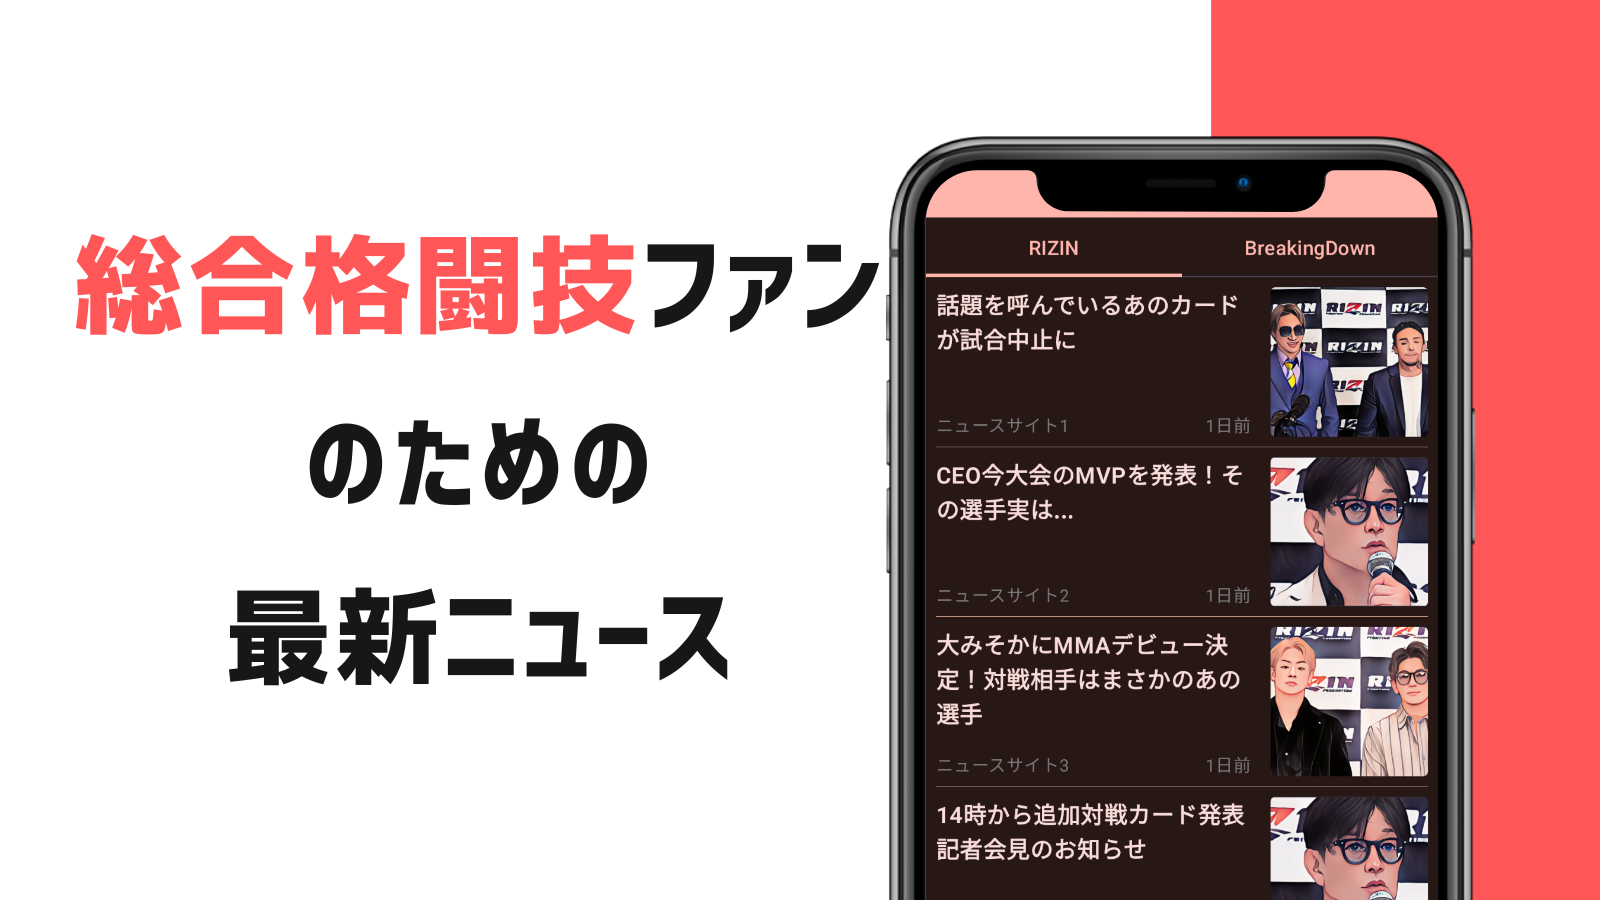 総合格闘技ファン
のための
最新ニュース
RIZIN
BreakingDown
話題を呼んでいるあのカード
が試合中止に
ニュースサイト1
1日前
RIZIN
RIZIN
CEO今大会のMVPを発表！そ
の選手実は...
ニュースサイト2
1日前
大みそかにMMAデビュー決
定！対戦相手はまさかのあの
選手
ニュースサイト3
1日前
RIZIN
14時から追加対戦カード発表
記者会見のお知らせ